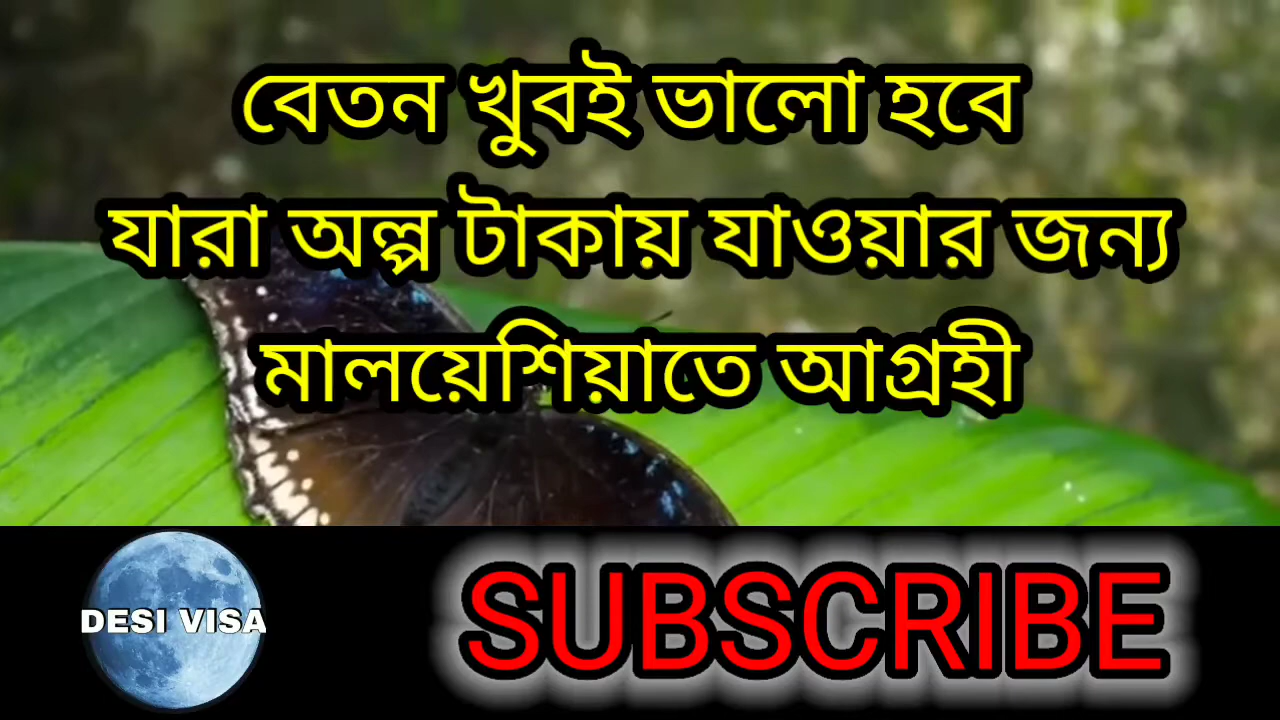 বেতন খুবই ভালো হবে
যারা অল্প টাকায় যাওয়ার জন্য
মালয়েশিয়াতে আগ্রহী
DESI VISA
SUBSCRIBE